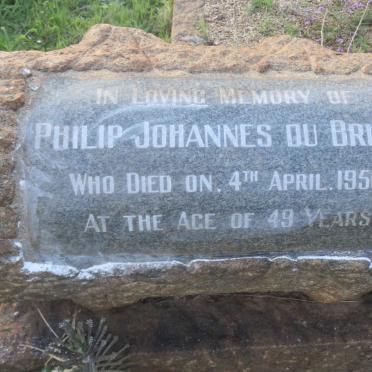 IN LOVING MEMORY OF
PHILIP JOHANNES DU
WHO DIED ON. 4TH APRIL.
AT THE AGE OF 49 YEARS